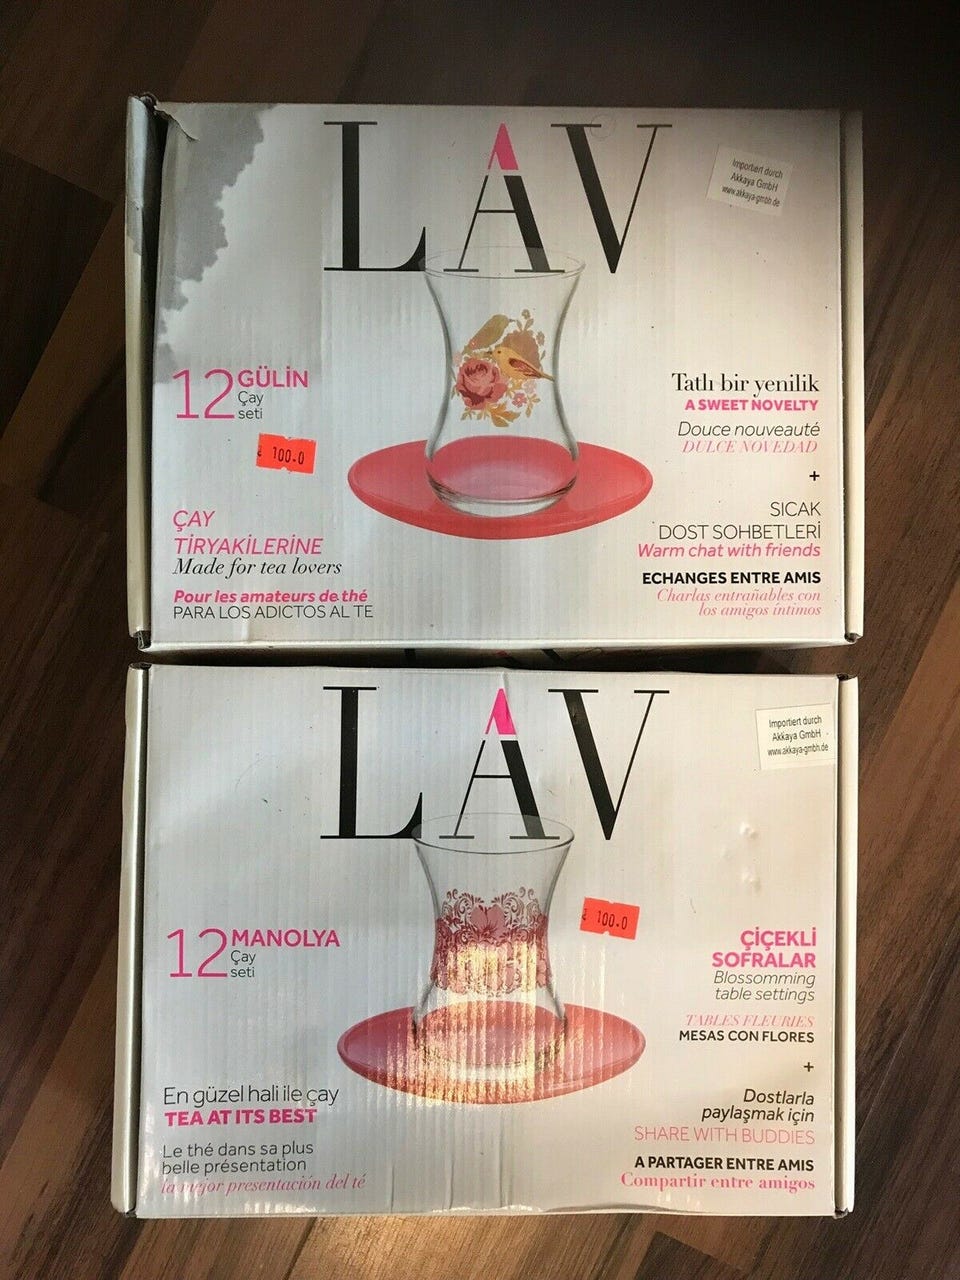 LAV
Importiert durch
Akkaya GmbH
www.akkaya-gmbh.de
12 GÜLİN
Çay
seti
100.0
ÇAY
TİRYAKİLERİNE
Made for tea lovers
Pour les amateurs de thé
PARA LOS ADICTOS AL TE
Tatlı bir yenilik
A SWEET NOVELTY
Douce nouveauté
DULCE NOVEDAD
+
SICAK
DOST SOHBETLERİ
Warm chat with friends
ECHANGES ENTRE AMIS
Charlas entrañables con
los amigos íntimos
LAV
Importiert durch
Akkaya GmbH
www.akkaya-gmbh.de
12 MANOLYA
Çay
seti
100.0
En güzel hali ile çay
TEA AT ITS BEST
Le thé dans sa plus
belle présentation
la mejor presentación del té
ÇİÇEKLİ
SOFRALAR
Blossomming
table settings
TABLES FLEURIES
MESAS CON FLORES
+
Dostlarla
paylaşmak için
SHARE WITH BUDDIES
A PARTAGER ENTRE AMIS
Compartir entre amigos